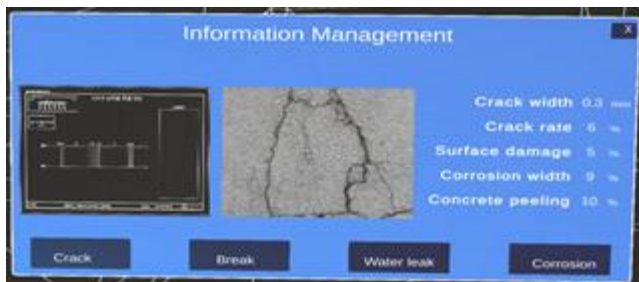 Information Management
X
Crack width 0.3 mm
Crack rate 6 %
Surface damage 5 %
Corrosion width 9 %
Concrete peeling 10 %
Crack
Break
Water leak
Corrosion